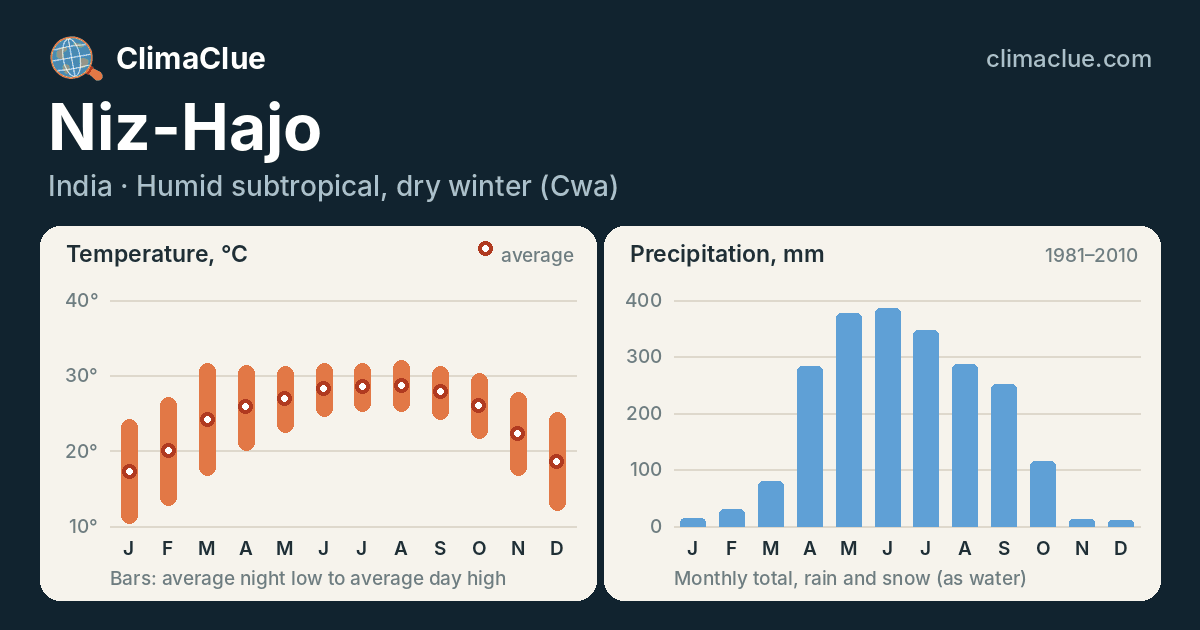 ClimaClue
climaclue.com
Niz-Hajo
India · Humid subtropical, dry winter (Cwa)
Temperature, °C
average
40°
30°
20°
10°
J F M A M J J A S O N D
Bars: average night low to average day high
Precipitation, mm
1981–2010
400
300
200
100
0
J F M A M J J A S O N D
Monthly total, rain and snow (as water)